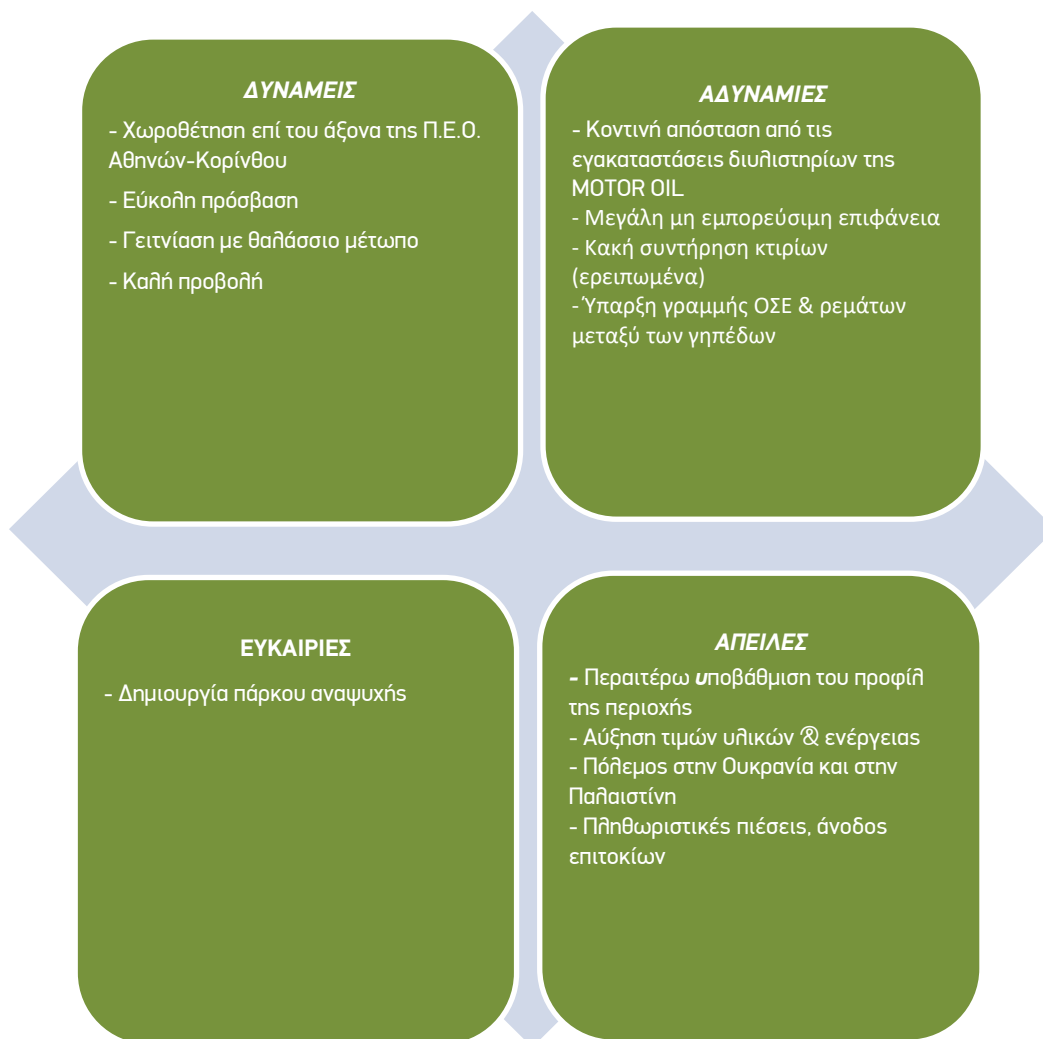 ΔΥΝΑΜΕΙΣ
- Χωροθέτηση επί του άξονα της Π.Ε.Ο.
Αθηνών-Κορίνθου
- Εύκολη πρόσβαση
- Γειτνίαση με θαλάσσιο μέτωπο
- Καλή προβολή
ΑΔΥΝΑΜΙΕΣ
- Κοντινή απόσταση από τις
εγακαταστάσεις διυλιστηρίων της
MOTOR OIL
- Μεγάλη μη εμπορεύσιμη επιφάνεια
- Κακή συντήρηση κτιρίων
(ερειπωμένα)
- Ύπαρξη γραμμής ΟΣΕ & ρεμάτων
μεταξύ των γηπέδων
ΕΥΚΑΙΡΙΕΣ
- Δημιουργία πάρκου αναψυχής
ΑΠΕΙΛΕΣ
- Περαιτέρω υποβάθμιση του προφίλ
της περιοχής
- Αύξηση τιμών υλικών & ενέργειας
- Πόλεμος στην Ουκρανία και στην
Παλαιστίνη
- Πληθωριστικές πιέσεις, άνοδος
επιτοκίων